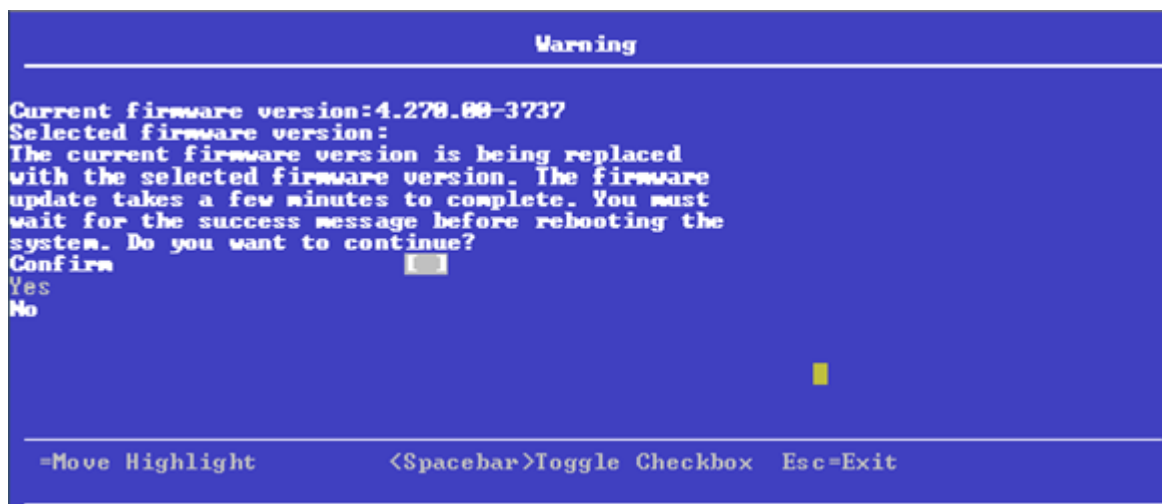 Warning
Current firmware version:4.270.00-3737
Selected firmware version:
The current firmware version is being replaced
with the selected firmware version. The firmware
update takes a few minutes to complete. You must
wait for the success message before rebooting the
system. Do you want to continue?
Confirm [ ]
Yes
No
=Move Highlight <Spacebar>Toggle Checkbox Esc=Exit